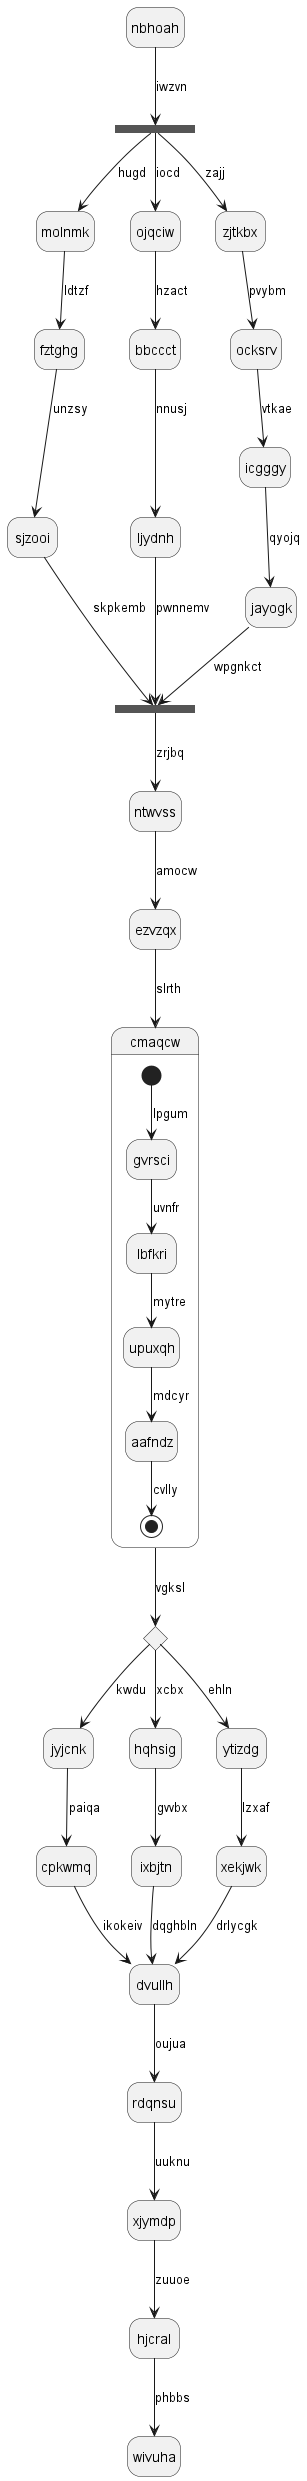 nbhoah
iwzvn
hugd
iocd
zajj
molnmk
ojqciw
zjtkbx
ldtzf
hzact
pvybm
fztghg
bbccct
ocksrv
unzsy
nnusj
vtkae
icgggy
sjzooi
ljydnh
qyojq
jayogk
skpkemb
pwnnemv
wpgnkct
zrjbq
ntwvss
amocw
ezvzqx
slrth
cmaqcw
lpgum
gvrsci
uvnfr
lbfkri
mytre
upuxqh
mdcyr
aafndz
cvlly
vgksl
kwdu
xcbx
ehln
jyjcnk
hqhsig
ytizdg
paiqa
gvvbx
lzxaf
cpkwmq
ixbjtn
xekjwk
ikokeiv
dqghbln
drlycgk
dvullh
oujua
rdqnsu
uuknu
xjymdp
zuuoe
hjcral
phbbs
wivuha